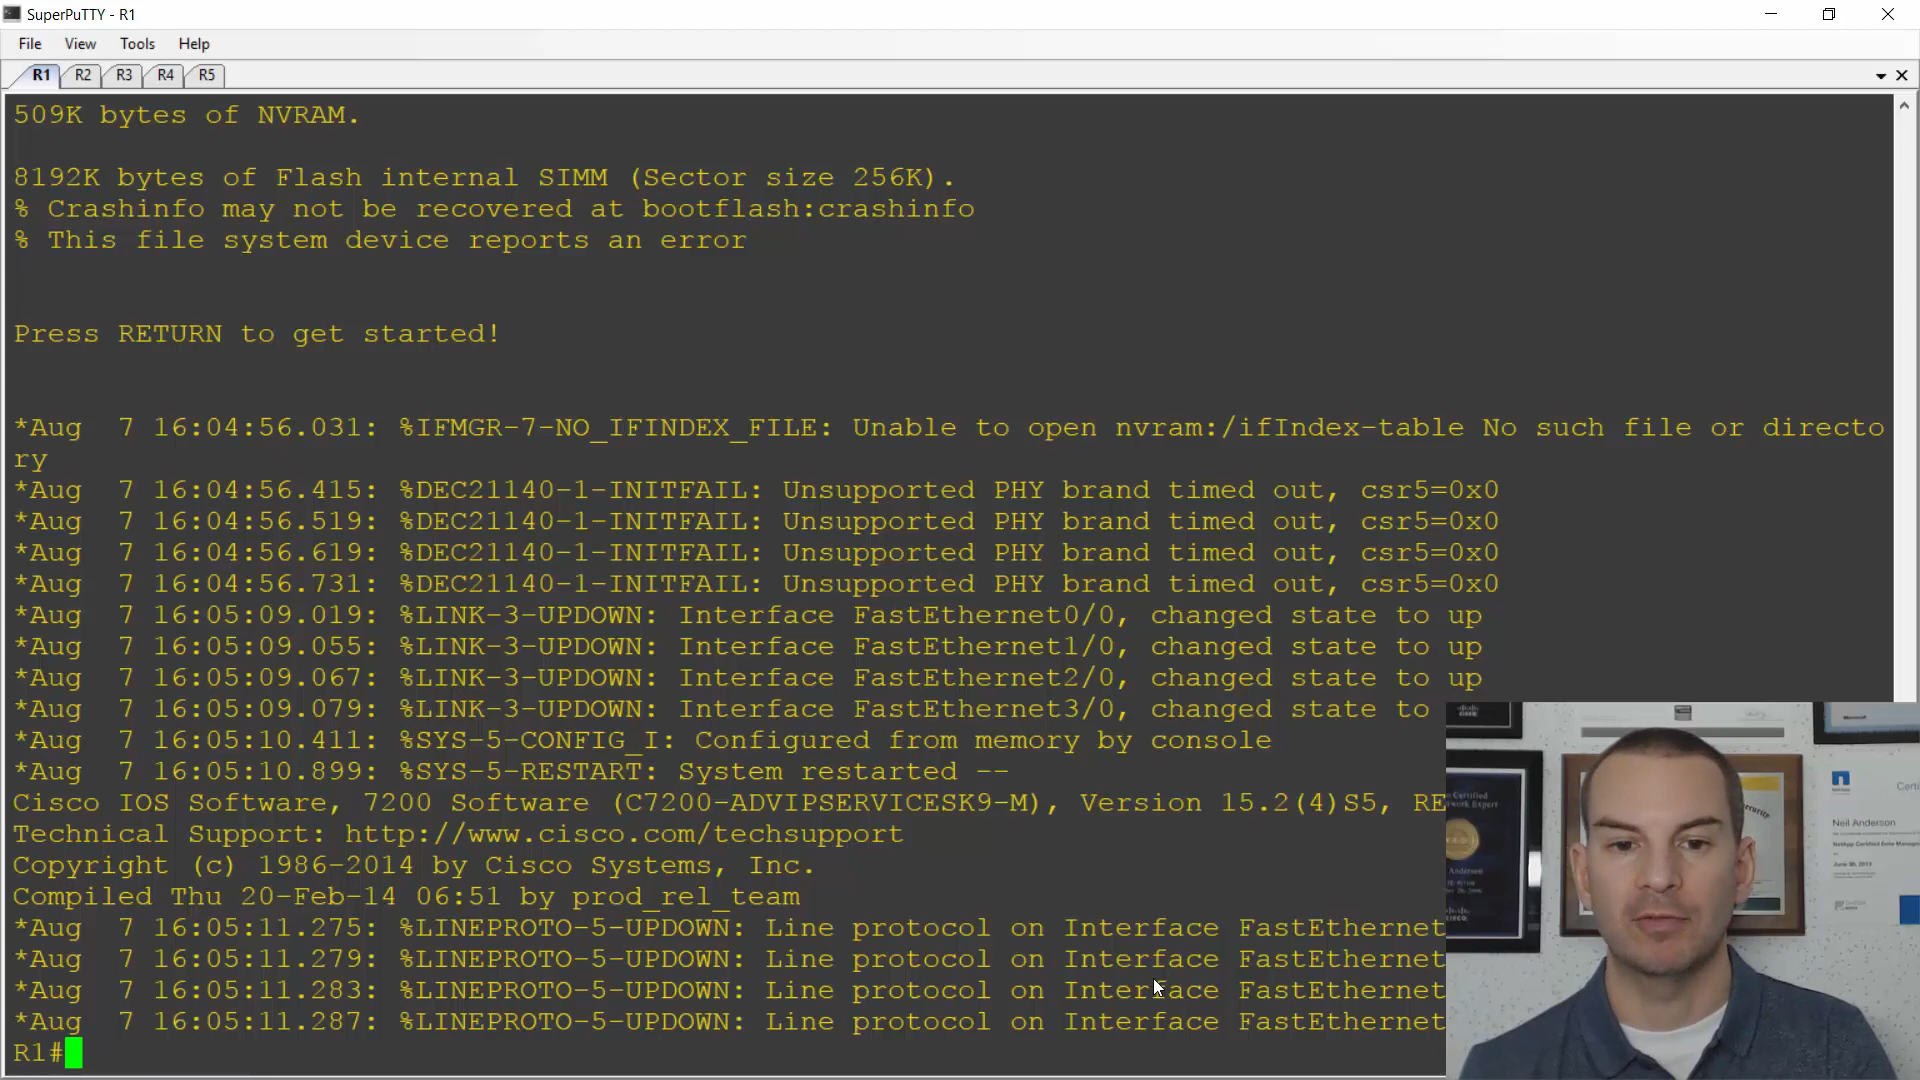 SuperPuTTY - R1
File View Tools Help
R1 R2 R3 R4 R5
509K bytes of NVRAM.
8192K bytes of Flash internal SIMM (Sector size 256K).
% Crashinfo may not be recovered at bootflash:crashinfo
% This file system device reports an error
Press RETURN to get started!
*Aug  7 16:04:56.031: %IFMGR-7-NO_IFINDEX_FILE: Unable to open nvram:/ifIndex-table No such file or directo
ry
*Aug  7 16:04:56.415: %DEC21140-1-INITFAIL: Unsupported PHY brand timed out, csr5=0x0
*Aug  7 16:04:56.519: %DEC21140-1-INITFAIL: Unsupported PHY brand timed out, csr5=0x0
*Aug  7 16:04:56.619: %DEC21140-1-INITFAIL: Unsupported PHY brand timed out, csr5=0x0
*Aug  7 16:04:56.731: %DEC21140-1-INITFAIL: Unsupported PHY brand timed out, csr5=0x0
*Aug  7 16:05:09.019: %LINK-3-UPDOWN: Interface FastEthernet0/0, changed state to up
*Aug  7 16:05:09.055: %LINK-3-UPDOWN: Interface FastEthernet1/0, changed state to up
*Aug  7 16:05:09.067: %LINK-3-UPDOWN: Interface FastEthernet2/0, changed state to up
*Aug  7 16:05:09.079: %LINK-3-UPDOWN: Interface FastEthernet3/0, changed state to
*Aug  7 16:05:10.411: %SYS-5-CONFIG_I: Configured from memory by console
*Aug  7 16:05:10.899: %SYS-5-RESTART: System restarted --
Cisco IOS Software, 7200 Software (C7200-ADVIPSERVICESK9-M), Version 15.2(4)S5, RE
Technical Support: http://www.cisco.com/techsupport
Copyright (c) 1986-2014 by Cisco Systems, Inc.
Compiled Thu 20-Feb-14 06:51 by prod_rel_team
*Aug  7 16:05:11.275: %LINEPROTO-5-UPDOWN: Line protocol on Interface FastEthernet
*Aug  7 16:05:11.279: %LINEPROTO-5-UPDOWN: Line protocol on Interface FastEthernet
*Aug  7 16:05:11.283: %LINEPROTO-5-UPDOWN: Line protocol on Interface FastEthernet
*Aug  7 16:05:11.287: %LINEPROTO-5-UPDOWN: Line protocol on Interface FastEthernet
R1#
Neil Anderson